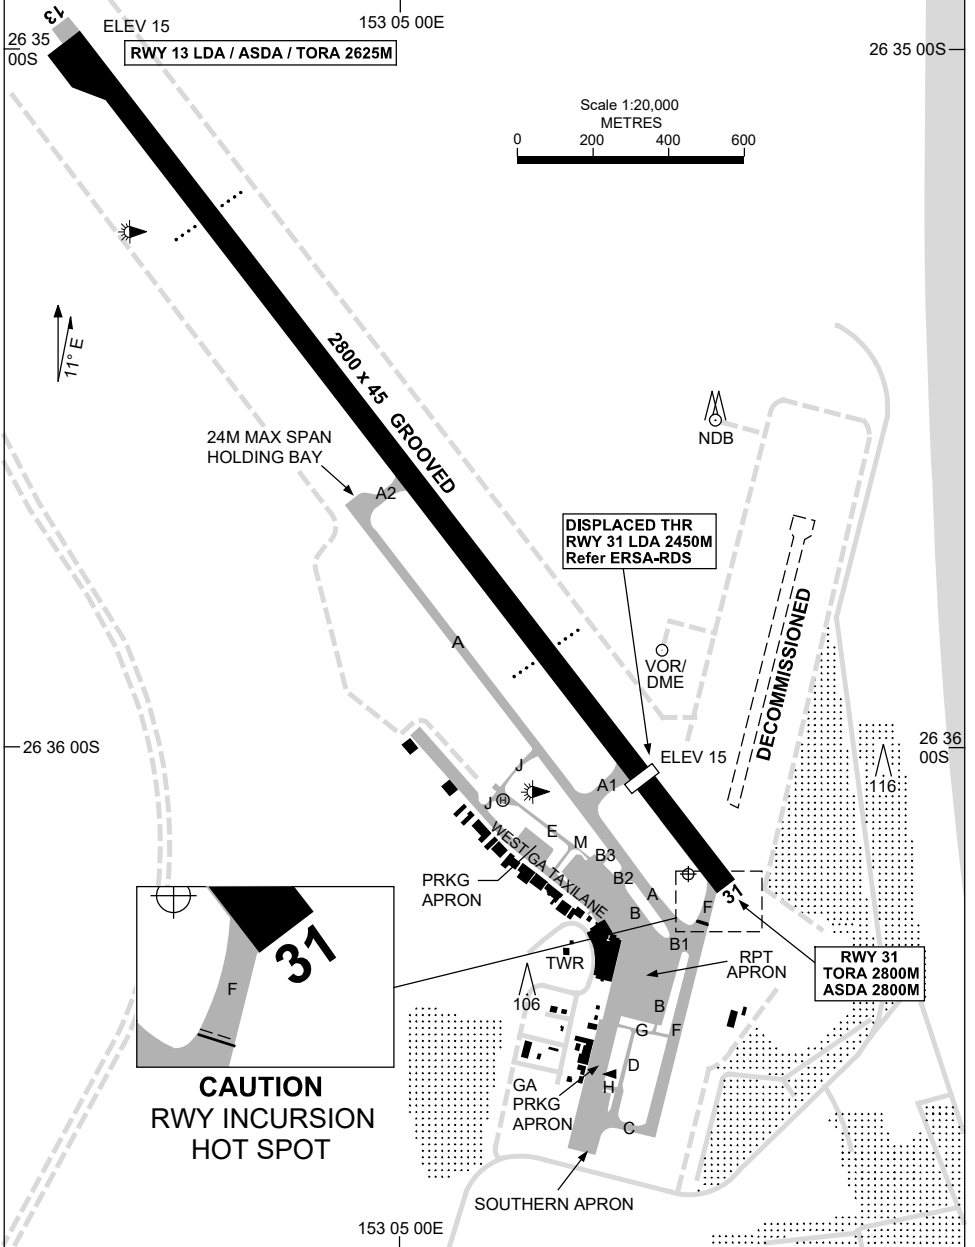 13
ELEV 15
153 05 00E
26 35
00S
RWY 13 LDA / ASDA / TORA 2625M
26 35 00S
Scale 1:20,000
METRES
0 200 400 600
11° E
2800 x 45 GROOVED
24M MAX SPAN
HOLDING BAY
A2
NDB
DISPLACED THR
RWY 31 LDA 2450M
Refer ERSA-RDS
DECOMMISSIONED
A
VOR/
DME
26 36 00S
26 36
00S
ELEV 15
116
J
A1
J
H
E
M
B3
WEST GA TAXILANE
B2
PRKG
APRON
A
B
F
31
B1
TWR
RPT
APRON
RWY 31
TORA 2800M
ASDA 2800M
106
B
G
F
D
H
GA
PRKG
APRON
C
31
F
CAUTION
RWY INCURSION
HOT SPOT
SOUTHERN APRON
153 05 00E